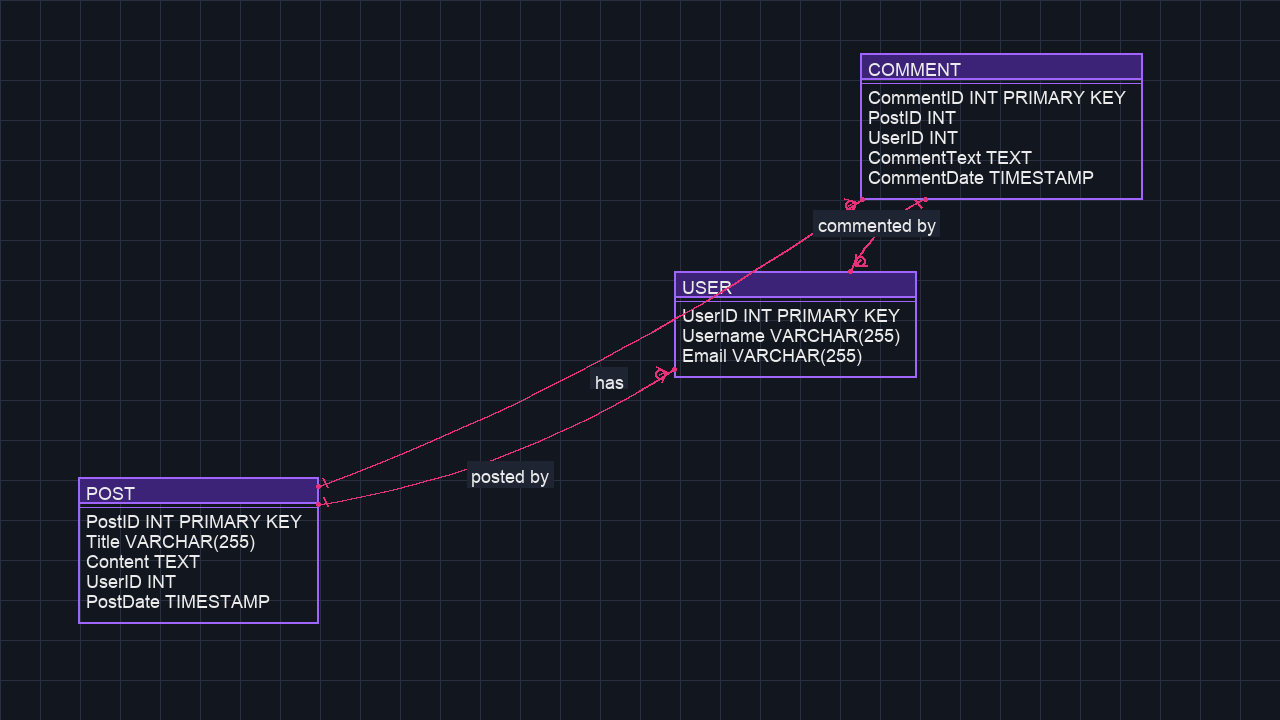 COMMENT
CommentID INT PRIMARY KEY
PostID INT
UserID INT
CommentText TEXT
CommentDate TIMESTAMP
commented by
USER
UserID INT PRIMARY KEY
Username VARCHAR(255)
Email VARCHAR(255)
has
posted by
POST
PostID INT PRIMARY KEY
Title VARCHAR(255)
Content TEXT
UserID INT
PostDate TIMESTAMP